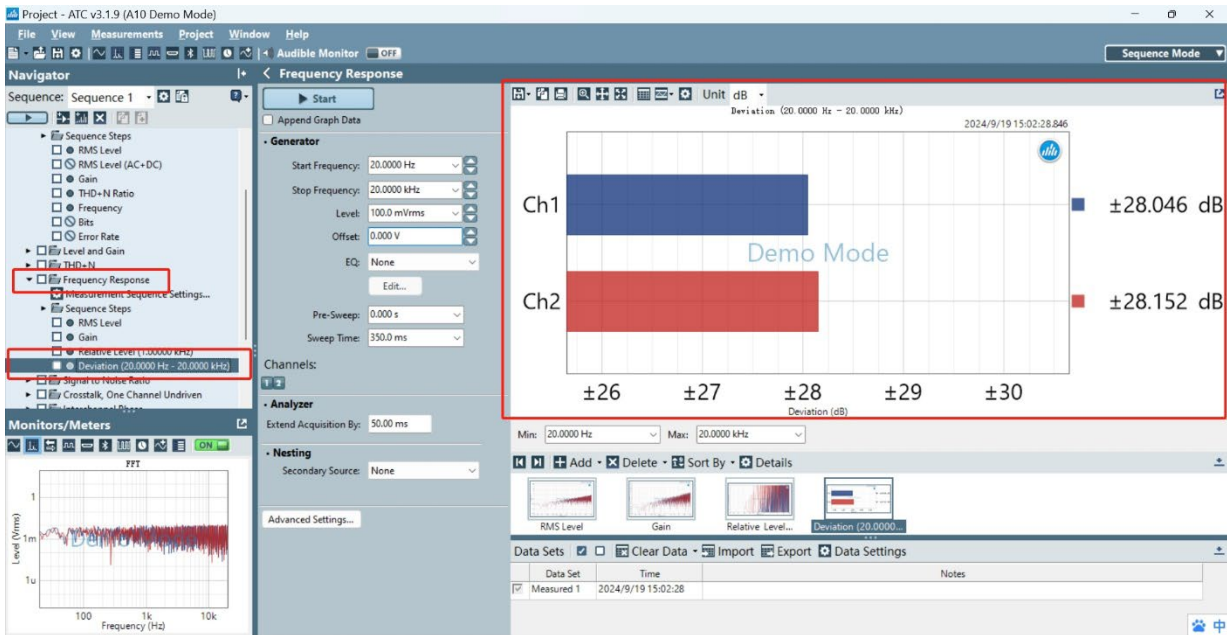 Project - ATC v3.1.9 (A10 Demo Mode)
File View Measurements Project Window Help
Audible Monitor OFF
Sequence Mode
Navigator
Sequence: Sequence 1
Sequence Steps
RMS Level
RMS Level (AC+DC)
Gain
THD+N Ratio
Frequency
Bits
Error Rate
Level and Gain
THD+N
Frequency Response
Measurement Sequence Settings...
Sequence Steps
RMS Level
Gain
Relative Level (1.00000 kHz)
Deviation (20.0000 Hz - 20.0000 kHz)
Signal to Noise Ratio
Crosstalk, One Channel Undriven
Interchannel Phase
Monitors/Meters
ON
FFT
Level (Vrms)
1
1m
1u
Demo
100 1k 10k
Frequency (Hz)
Frequency Response
Start
Append Graph Data
Generator
Start Frequency: 20.0000 Hz
Stop Frequency: 20.0000 kHz
Level: 100.0 mVrms
Offset: 0.000 V
EQ: None
Edit...
Pre-Sweep: 0.000 s
Sweep Time: 350.0 ms
Channels:
1 2
Analyzer
Extend Acquisition By: 50.00 ms
Nesting
Secondary Source: None
Advanced Settings...
Unit dB
Deviation (20.0000 Hz - 20.0000 kHz)
2024/9/19 15:02:28.846
Ch1
±28.046 dB
Demo Mode
Ch2
±28.152 dB
±26 ±27 ±28 ±29 ±30
Deviation (dB)
Min: 20.0000 Hz Max: 20.0000 kHz
Add Delete Sort By Details
RMS Level Gain Relative Level... Deviation (20.0000...
Data Sets Clear Data Import Export Data Settings
Data Set Time Notes
Measured 1 2024/9/19 15:02:28
中